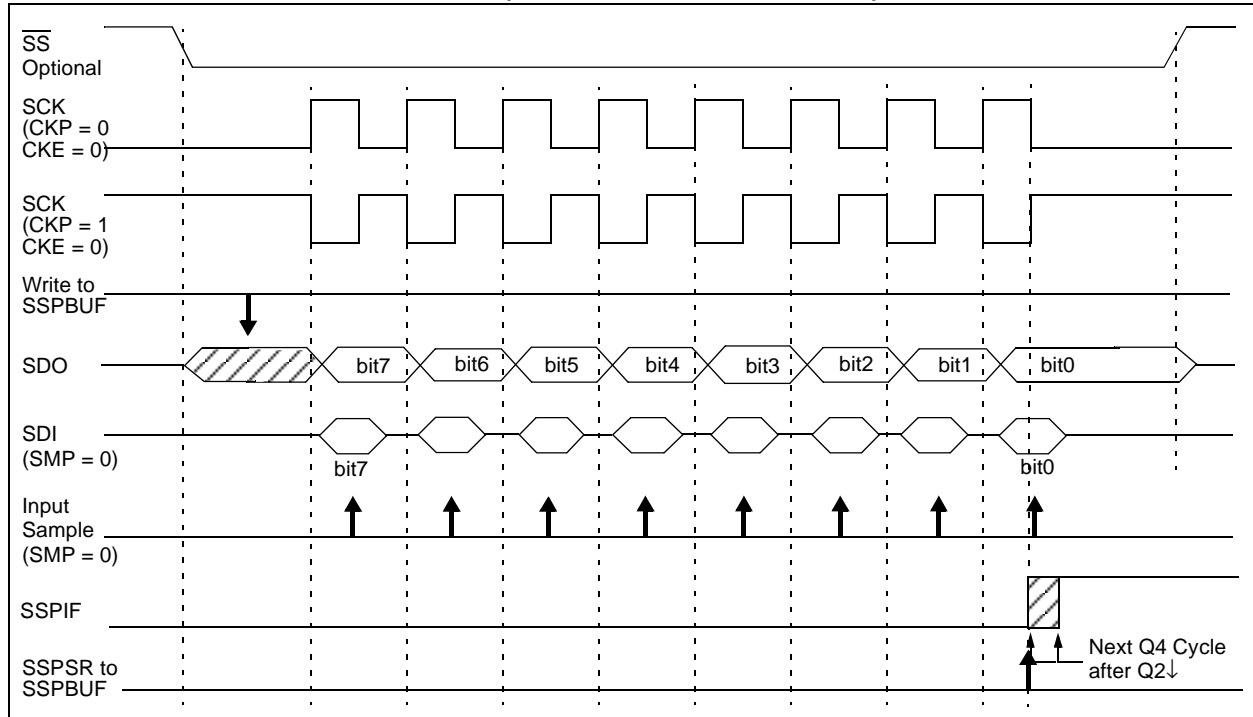 SS
Optional
SCK
(CKP = 0
CKE = 0)
SCK
(CKP = 1
CKE = 0)
Write to
SSPBUF
SDO
bit7
bit6
bit5
bit4
bit3
bit2
bit1
bit0
SDI
(SMP = 0)
bit7
bit0
Input
Sample
(SMP = 0)
SSPIF
Next Q4 Cycle
after Q2↓
SSPSR to
SSPBUF